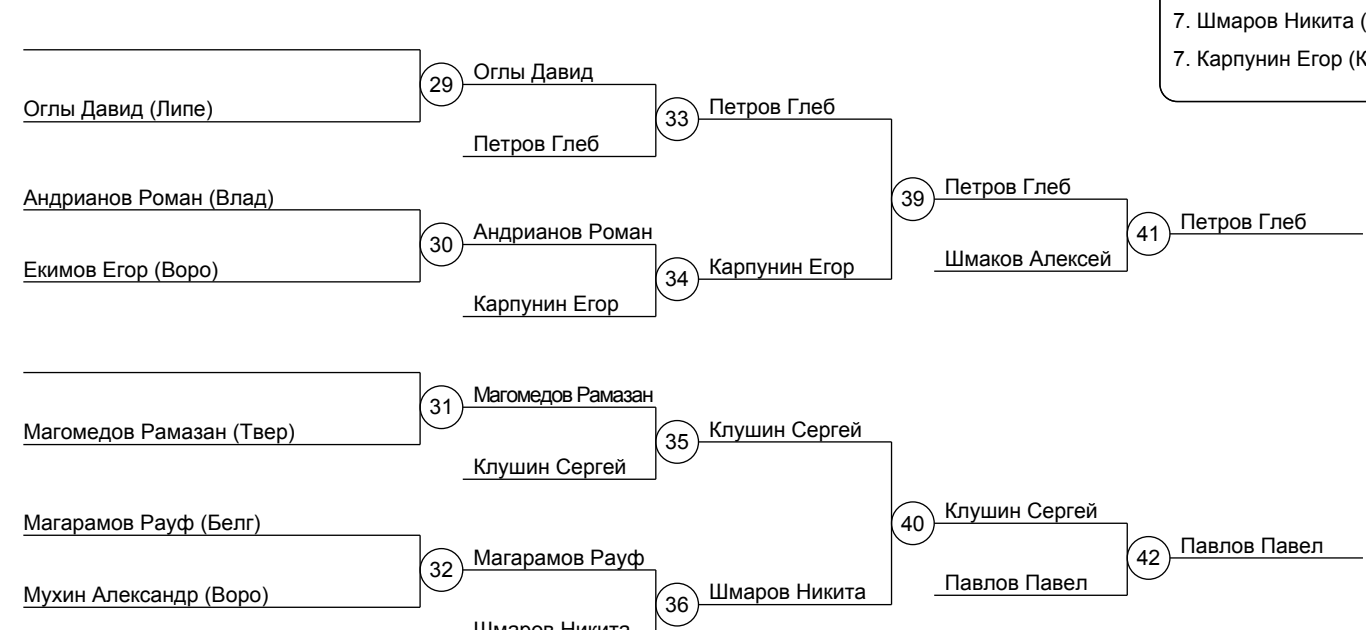 7. Шмаров Никита (
7. Карпунин Егор (К
29
Оглы Давид
Оглы Давид (Липе)
33
Петров Глеб
Петров Глеб
Андрианов Роман (Влад)
39
Петров Глеб
30
Андрианов Роман
41
Петров Глеб
Екимов Егор (Воро)
34
Карпунин Егор
Шмаков Алексей
Карпунин Егор
31
Магомедов Рамазан
Магомедов Рамазан (Твер)
35
Клушин Сергей
Клушин Сергей
Магарамов Рауф (Белг)
40
Клушин Сергей
32
Магарамов Рауф
42
Павлов Павел
Мухин Александр (Воро)
36
Шмаров Никита
Павлов Павел
Шмаров Никита